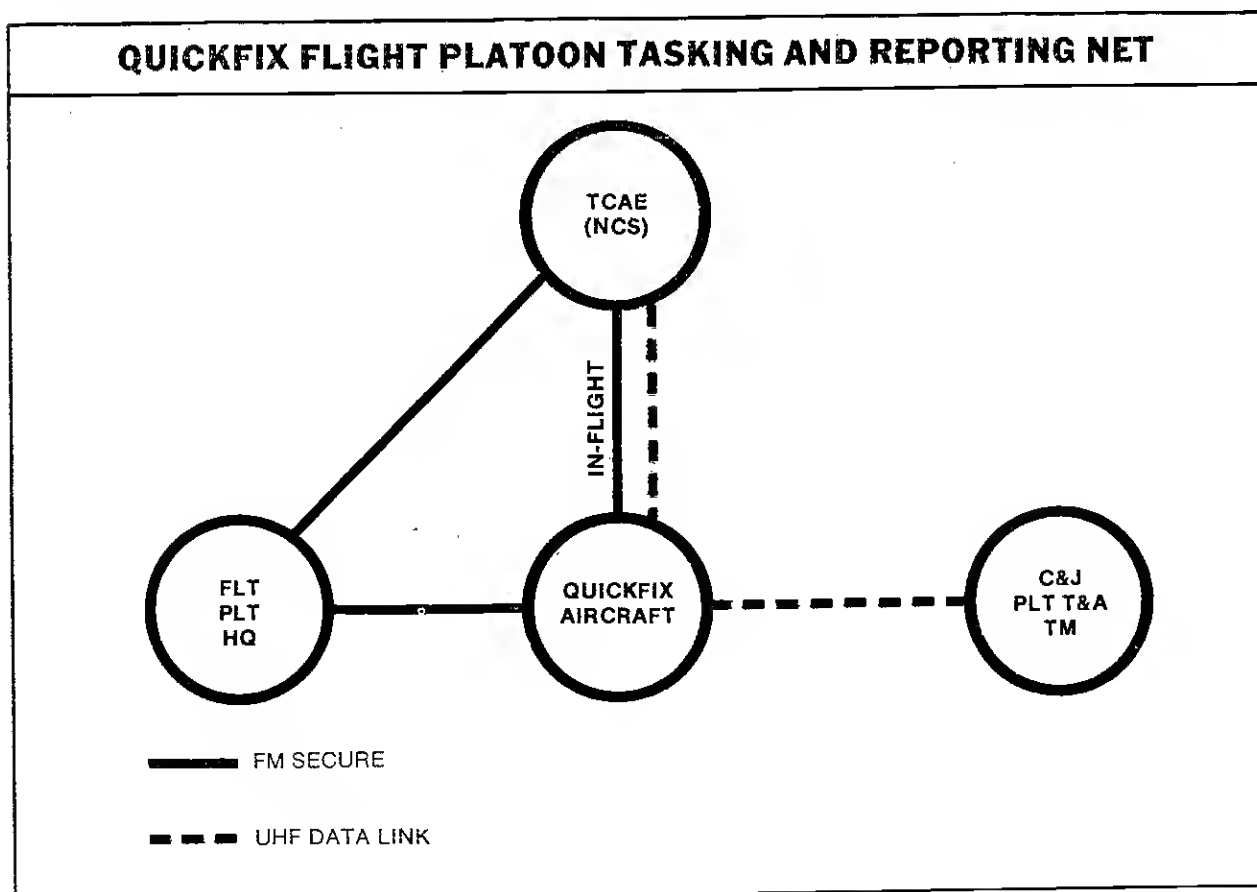 QUICKFIX FLIGHT PLATOON TASKING AND REPORTING NET
TCAE
(NCS)
IN-FLIGHT
FLT
PLT
HQ
QUICKFIX
AIRCRAFT
C&J
PLT T&A
TM
FM SECURE
UHF DATA LINK